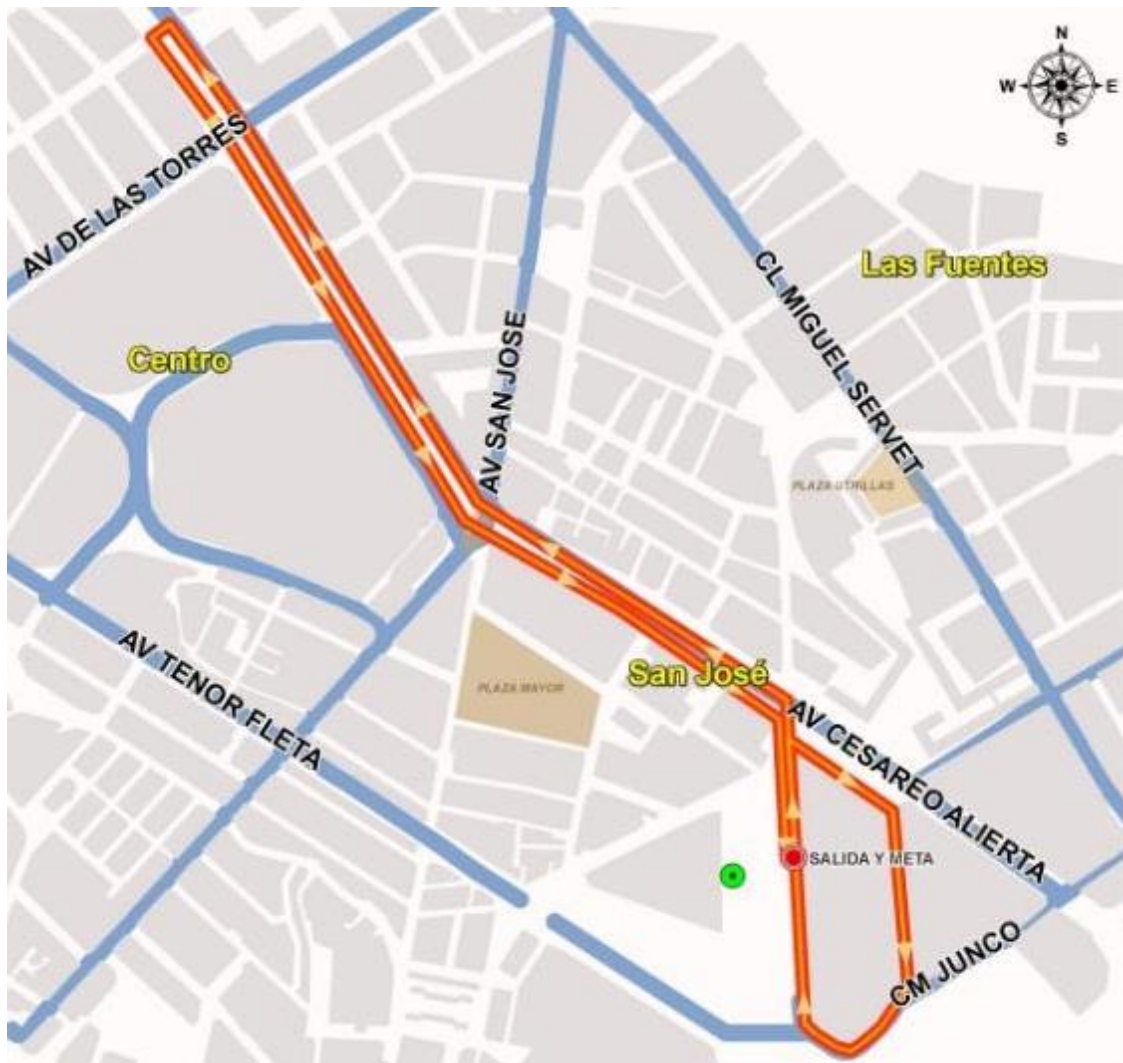 N
W E
S
AV DE LAS TORRES
Las Fuentes
CL MIGUEL SERVET
Centro
AV SAN JOSE
PLAZA UTRILLAS
AV TENOR FLETA
PLAZA MAYOR
San José
AV CESAREO ALIERTA
SALIDA Y META
CM JUNCO